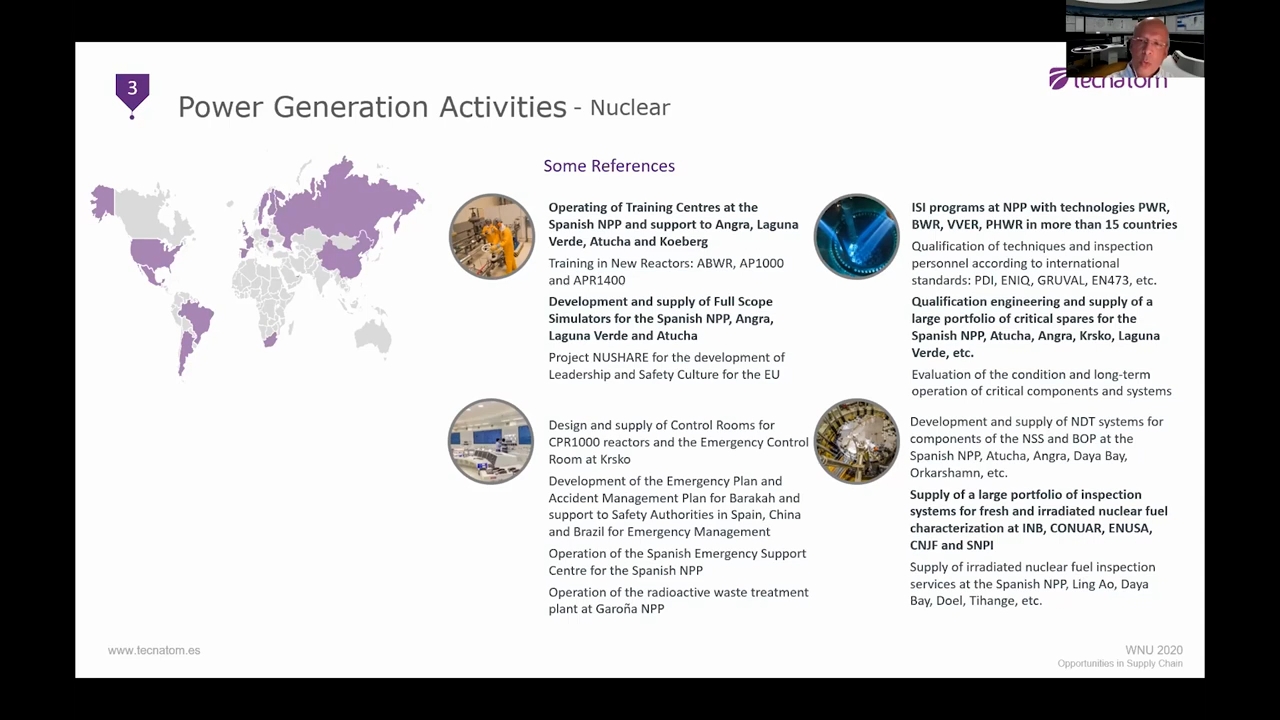 3
Power Generation Activities - Nuclear
tecnatom
Some References
Operating of Training Centres at the
Spanish NPP and support to Angra, Laguna
Verde, Atucha and Koeberg
Training in New Reactors: ABWR, AP1000
and APR1400
Development and supply of Full Scope
Simulators for the Spanish NPP, Angra,
Laguna Verde and Atucha
Project NUSHARE for the development of
Leadership and Safety Culture for the EU
Design and supply of Control Rooms for
CPR1000 reactors and the Emergency Control
Room at Krsko
Development of the Emergency Plan and
Accident Management Plan for Barakah and
support to Safety Authorities in Spain, China
and Brazil for Emergency Management
Operation of the Spanish Emergency Support
Centre for the Spanish NPP
Operation of the radioactive waste treatment
plant at Garoña NPP
ISI programs at NPP with technologies PWR,
BWR, VVER, PHWR in more than 15 countries
Qualification of techniques and inspection
personnel according to international
standards: PDI, ENIQ, GRUVAL, EN473, etc.
Qualification engineering and supply of a
large portfolio of critical spares for the
Spanish NPP, Atucha, Angra, Krsko, Laguna
Verde, etc.
Evaluation of the condition and long-term
operation of critical components and systems
Development and supply of NDT systems for
components of the NSS and BOP at the
Spanish NPP, Atucha, Angra, Daya Bay,
Orkarshamn, etc.
Supply of a large portfolio of inspection
systems for fresh and irradiated nuclear fuel
characterization at INB, CONUAR, ENUSA,
CNJF and SNPI
Supply of irradiated nuclear fuel inspection
services at the Spanish NPP, Ling Ao, Daya
Bay, Doel, Tihange, etc.
www.tecnatom.es
WNU 2020
Opportunities in Supply Chain